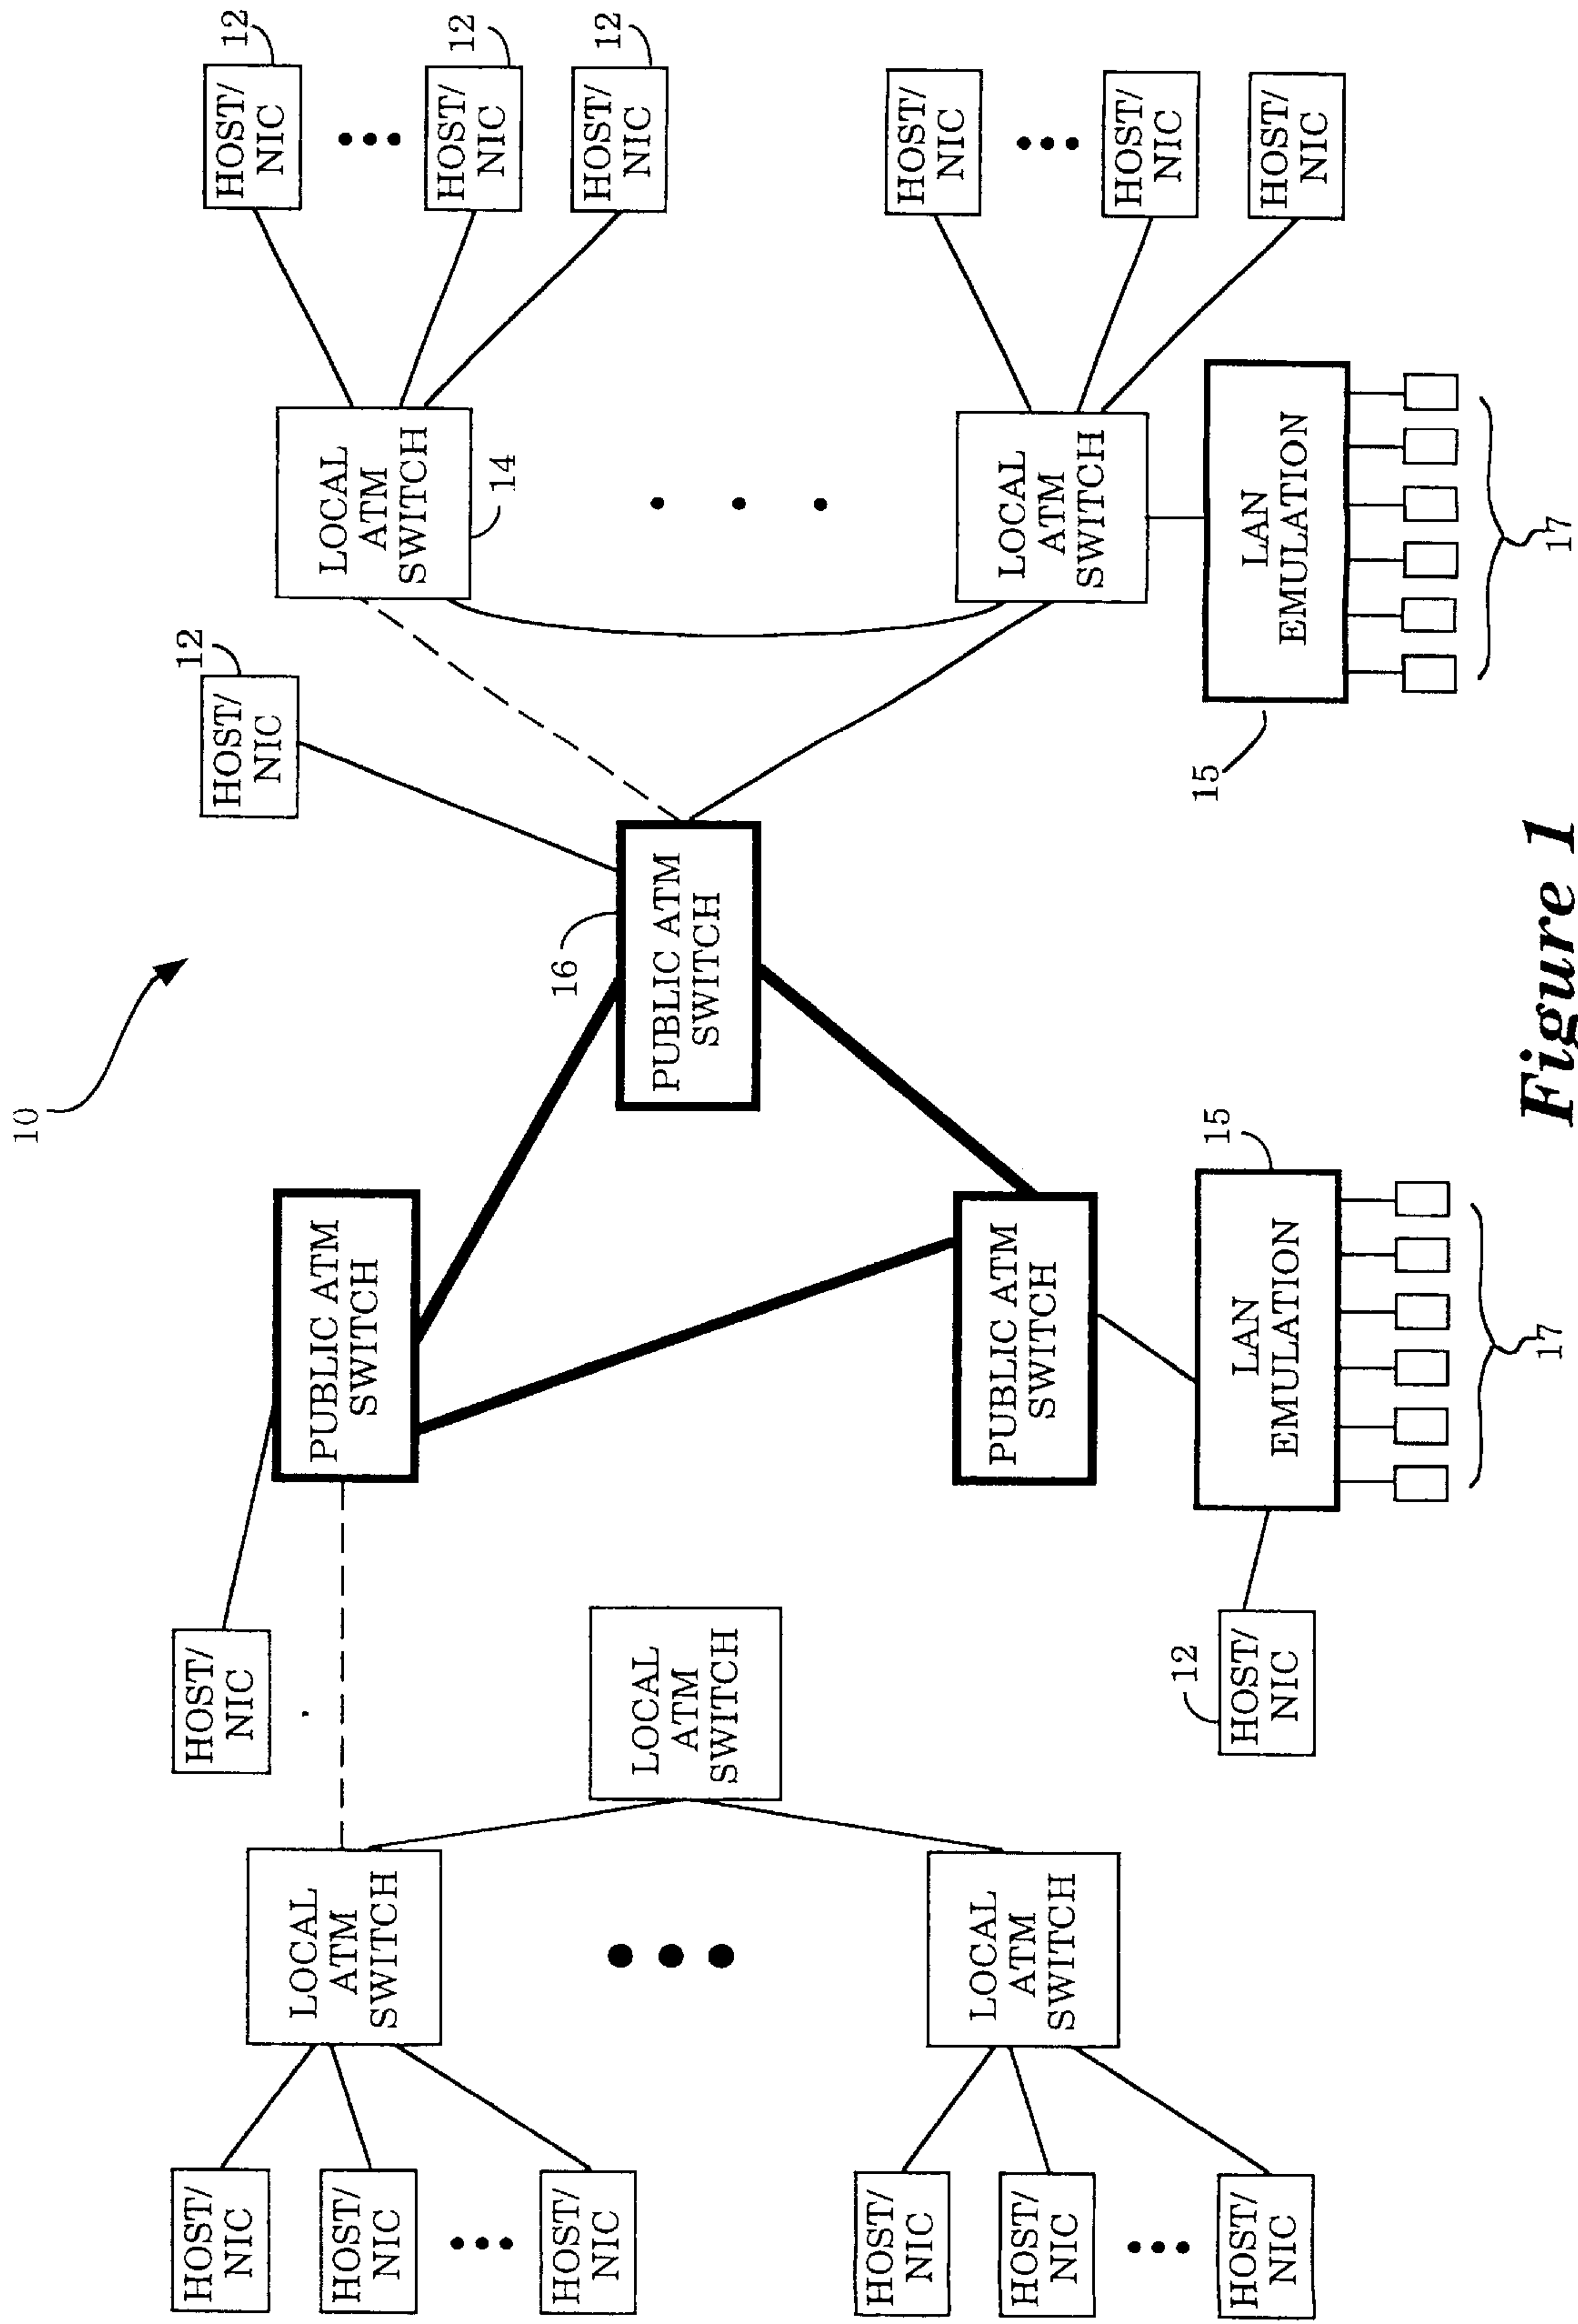 10
HOST/
NIC
HOST/
NIC
12
HOST/
NIC
12
HOST/
NIC
LOCAL
ATM
SWITCH
PUBLIC ATM
SWITCH
LOCAL
ATM
SWITCH
14
HOST/
NIC
12
HOST/
NIC
HOST/
NIC
16
PUBLIC ATM
SWITCH
12
HOST/
NIC
LOCAL
ATM
SWITCH
HOST/
NIC
HOST/
NIC
LOCAL
ATM
SWITCH
PUBLIC ATM
SWITCH
LOCAL
ATM
SWITCH
HOST/
NIC
HOST/
NIC
HOST/
NIC
12
HOST/
NIC
15
LAN
EMULATION
15
LAN
EMULATION
HOST/
NIC
17
17
Figure 1